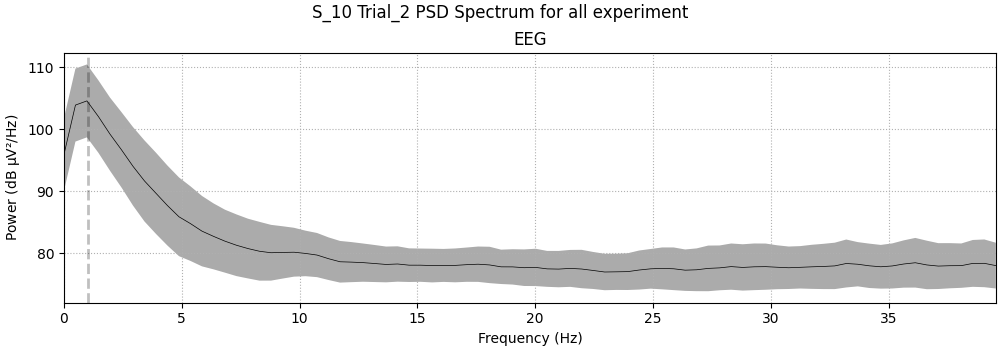 S_10 Trial_2 PSD Spectrum for all experiment
EEG
Power (dB µV²/Hz)
110
100
90
80
0 5 10 15 20 25 30 35
Frequency (Hz)